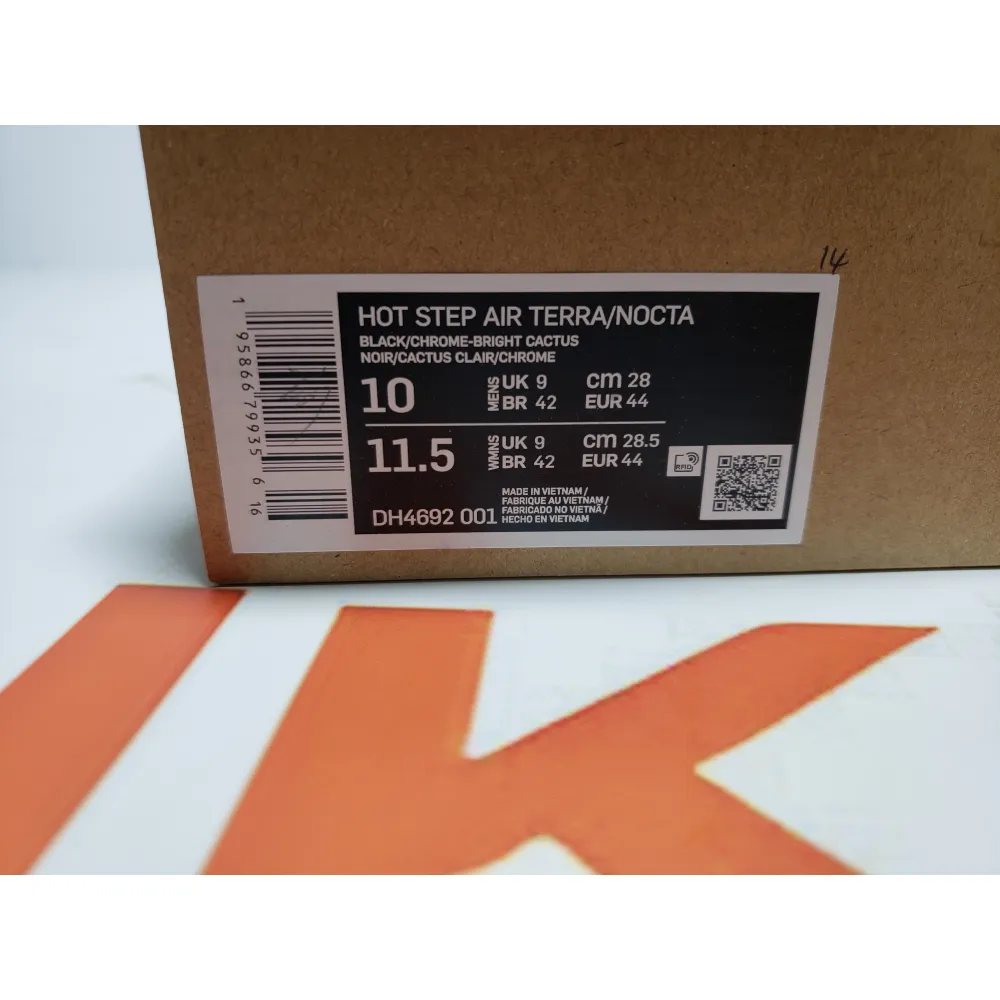 14
HOT STEP AIR TERRA/NOCTA
BLACK/CHROME-BRIGHT CACTUS
NOIR/CACTUS CLAIR/CHROME
10 MENS UK 9 cm 28
BR 42 EUR 44
11.5 WMNS UK 9 cm 28.5
BR 42 EUR 44
RFID
DH4692 001
MADE IN VIETNAM /
FABRIQUE AU VIETNAM /
FABRICADO NO VIETNÃ /
HECHO EN VIETNAM
1 95866 79935 6 16
K